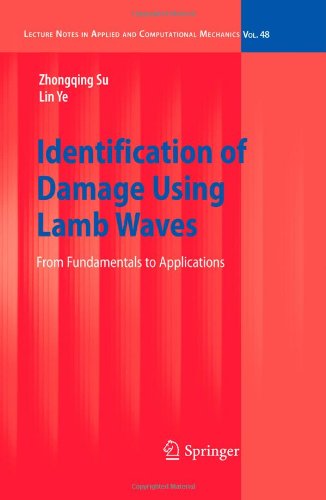 Lecture Notes in Applied and Computational Mechanics Vol. 48
Zhongqing Su
Lin Ye
Identification of
Damage Using
Lamb Waves
From Fundamentals to Applications
Springer